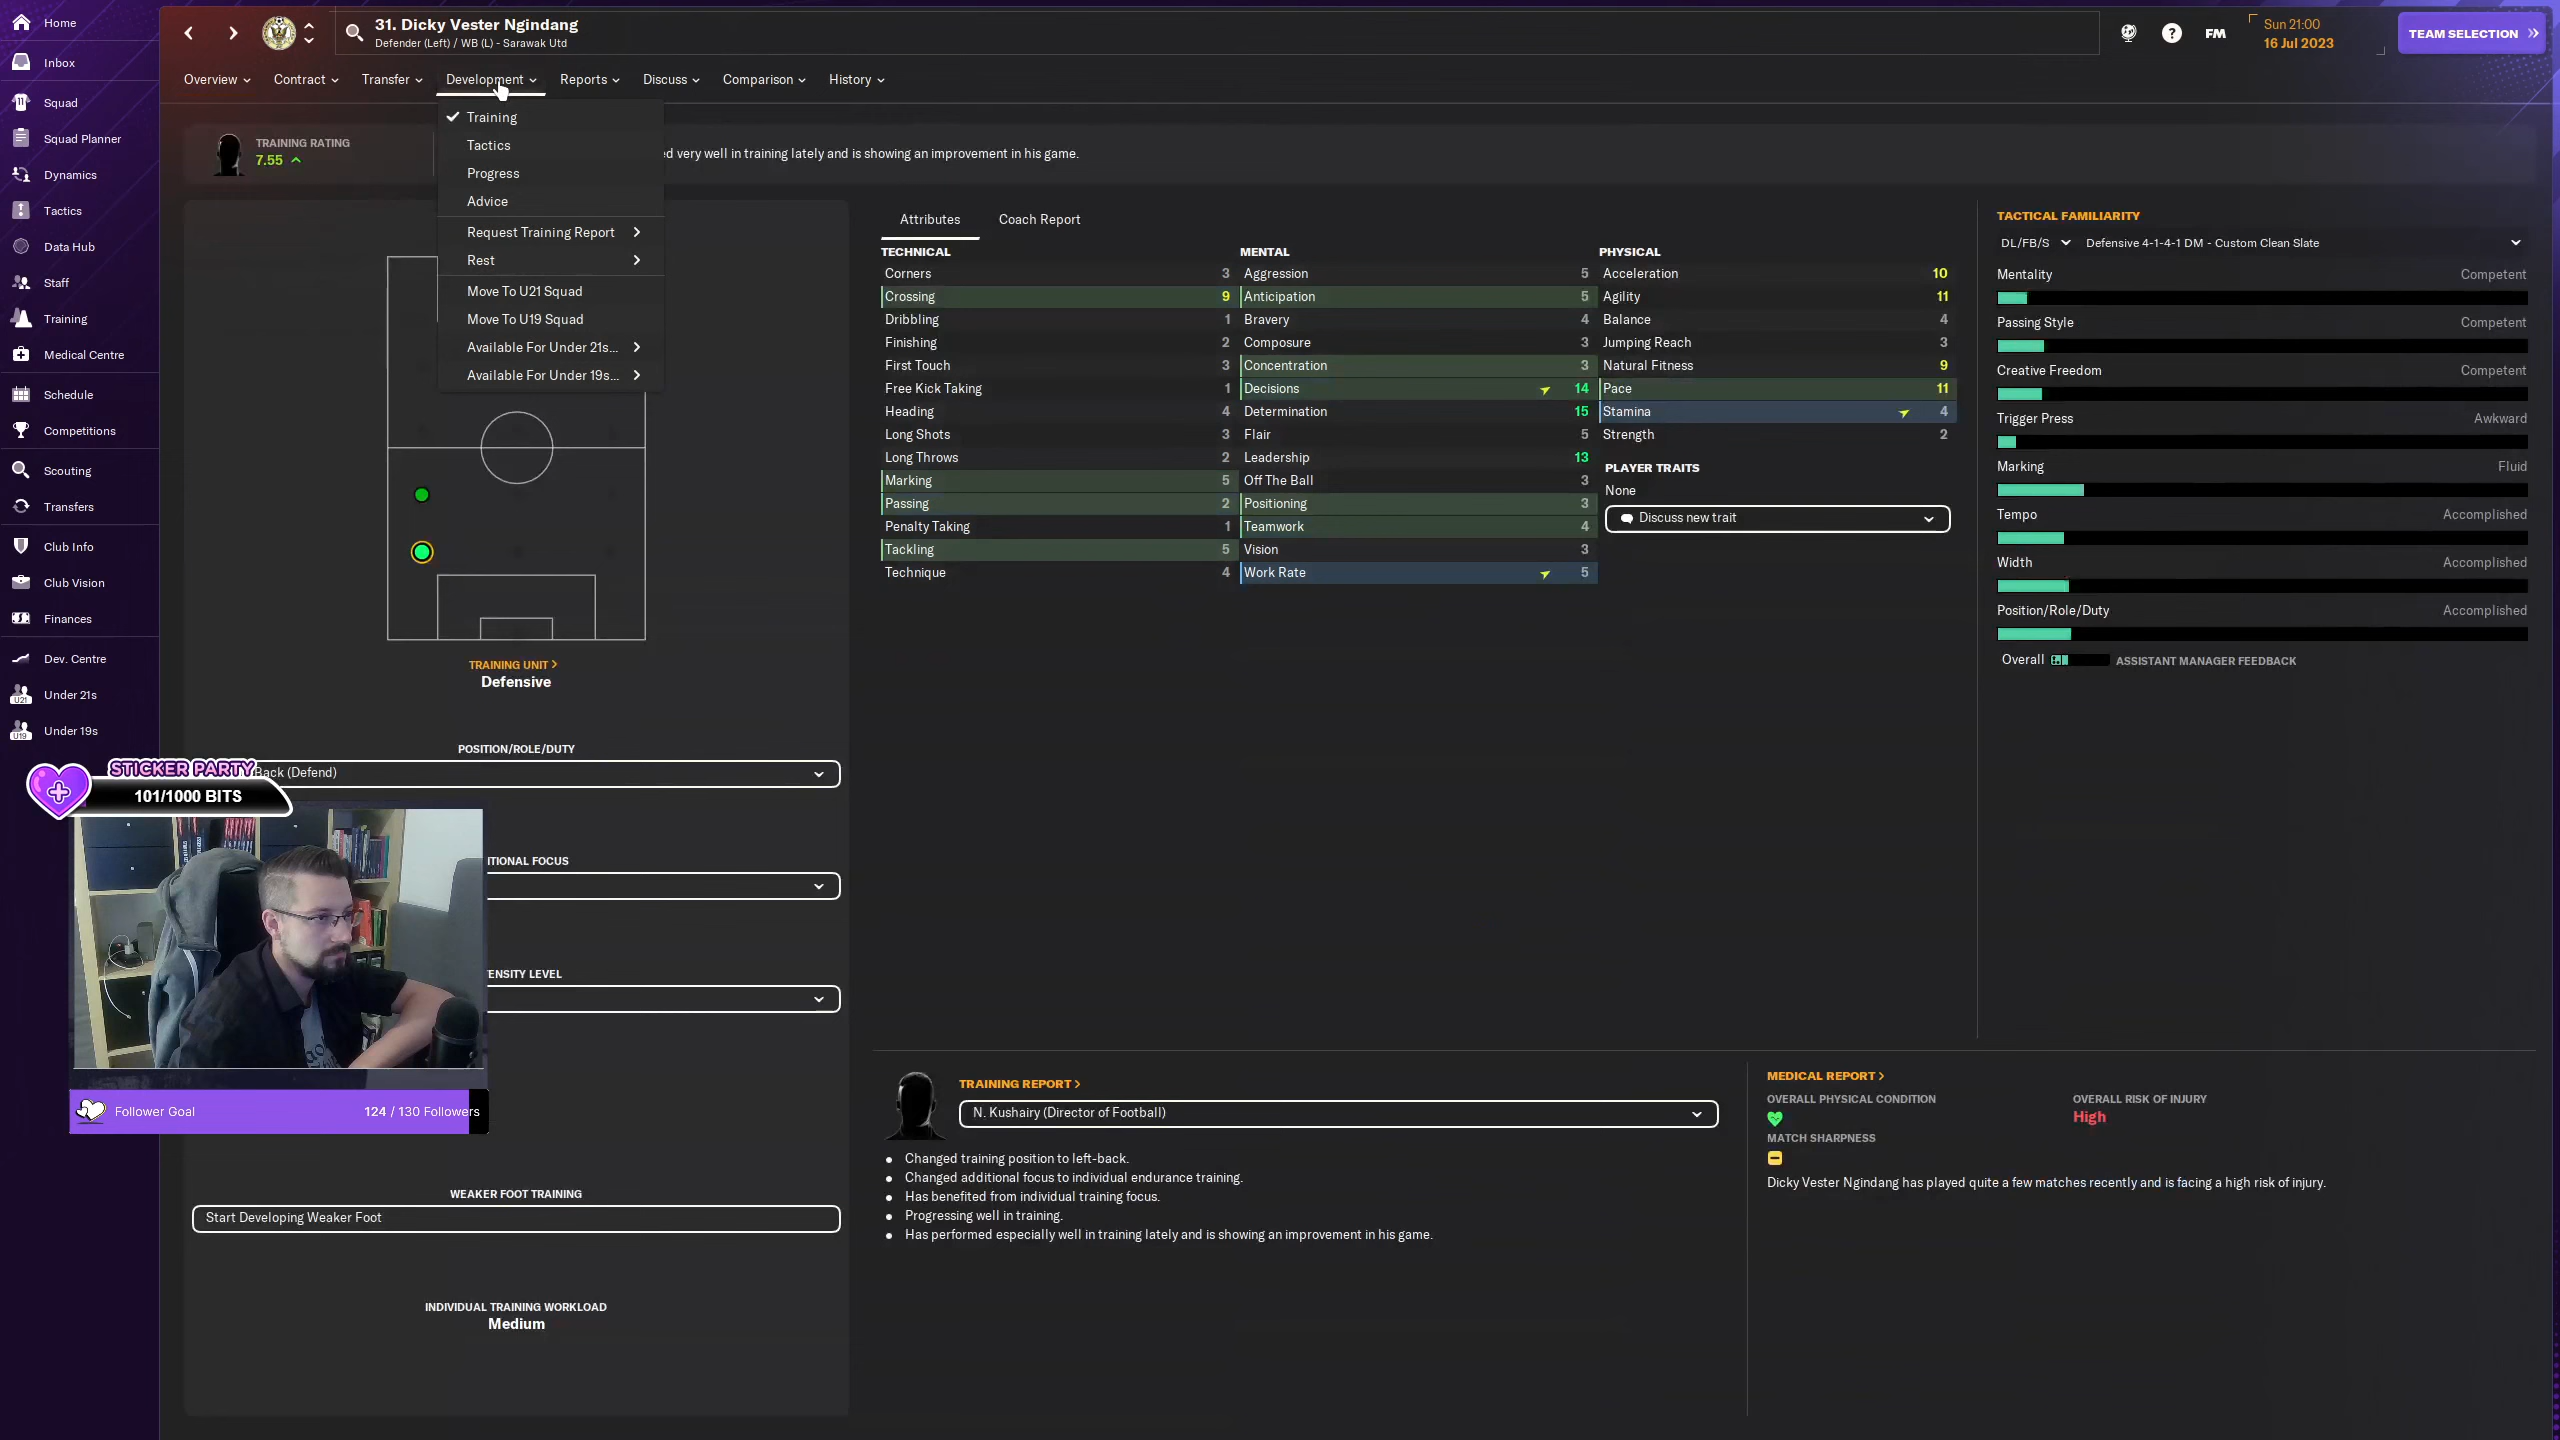 Home
Inbox
Squad
Squad Planner
Dynamics
Tactics
Data Hub
Staff
Training
Medical Centre
Schedule
Competitions
Scouting
Transfers
Club Info
Club Vision
Finances
Dev. Centre
Under 21s
Under 19s
31. Dicky Vester Ngindang
Defender (Left) / WB (L) - Sarawak Utd
FM
Sun 21:00
16 Jul 2023
TEAM SELECTION
Overview
Contract
Transfer
Development
Reports
Discuss
Comparison
History
Training
Tactics
Progress
Advice
Request Training Report
Rest
Move To U21 Squad
Move To U19 Squad
Available For Under 21s...
Available For Under 19s...
TRAINING RATING
7.55
ed very well in training lately and is showing an improvement in his game.
TRAINING UNIT >
Defensive
POSITION/ROLE/DUTY
Back (Defend)
ITIONAL FOCUS
ENSITY LEVEL
STICKER PARTY
101/1000 BITS
Follower Goal
124 / 130 Followers
WEAKER FOOT TRAINING
Start Developing Weaker Foot
INDIVIDUAL TRAINING WORKLOAD
Medium
Attributes
Coach Report
TECHNICAL
Corners 3
Crossing 9
Dribbling 1
Finishing 2
First Touch 3
Free Kick Taking 1
Heading 4
Long Shots 3
Long Throws 2
Marking 5
Passing 2
Penalty Taking 1
Tackling 5
Technique 4
MENTAL
Aggression 5
Anticipation 5
Bravery 4
Composure 3
Concentration 3
Decisions 14
Determination 15
Flair 5
Leadership 13
Off The Ball 3
Positioning 3
Teamwork 4
Vision 3
Work Rate 5
PHYSICAL
Acceleration 10
Agility 11
Balance 4
Jumping Reach 3
Natural Fitness 9
Pace 11
Stamina 4
Strength 2
PLAYER TRAITS
None
Discuss new trait
TACTICAL FAMILIARITY
DL/FB/S
Defensive 4-1-4-1 DM - Custom Clean Slate
Mentality Competent
Passing Style Competent
Creative Freedom Competent
Trigger Press Awkward
Marking Fluid
Tempo Accomplished
Width Accomplished
Position/Role/Duty Accomplished
Overall
ASSISTANT MANAGER FEEDBACK
TRAINING REPORT >
N. Kushairy (Director of Football)
Changed training position to left-back.
Changed additional focus to individual endurance training.
Has benefited from individual training focus.
Progressing well in training.
Has performed especially well in training lately and is showing an improvement in his game.
MEDICAL REPORT >
OVERALL PHYSICAL CONDITION
OVERALL RISK OF INJURY
High
MATCH SHARPNESS
Dicky Vester Ngindang has played quite a few matches recently and is facing a high risk of injury.